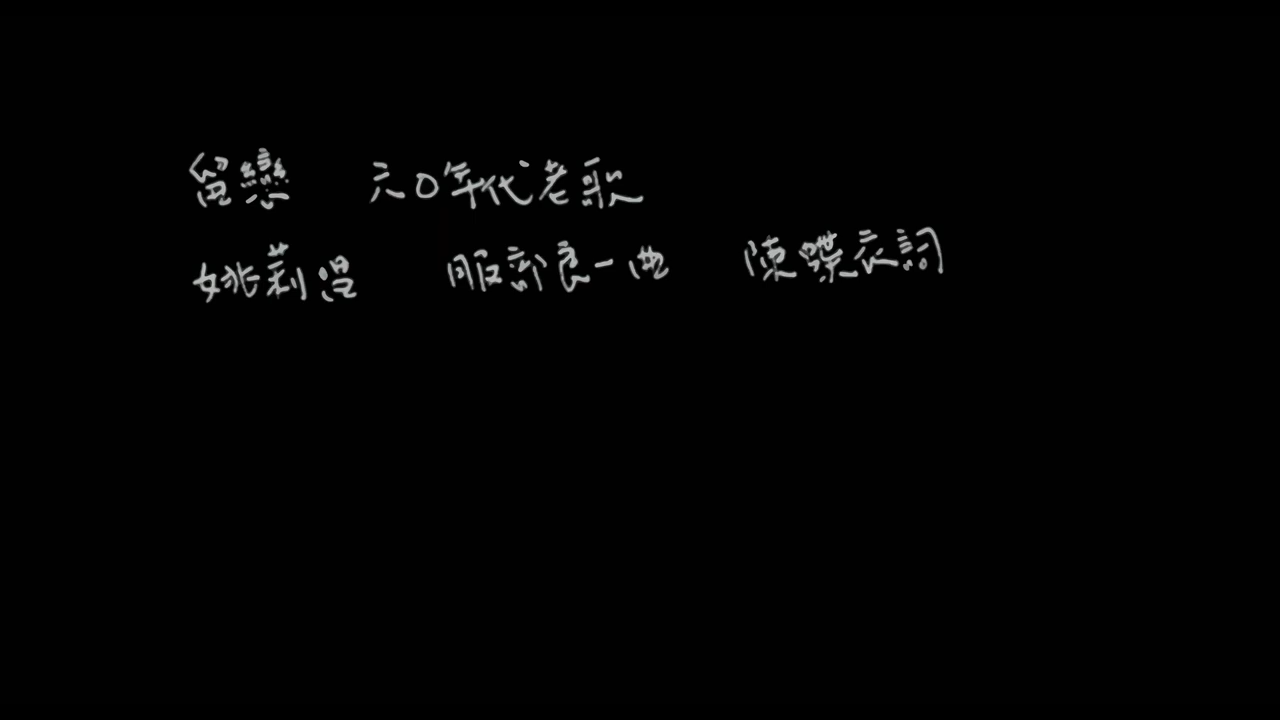 留戀 六0年代老歌
姚莉 服部良一曲 陳蝶衣詞